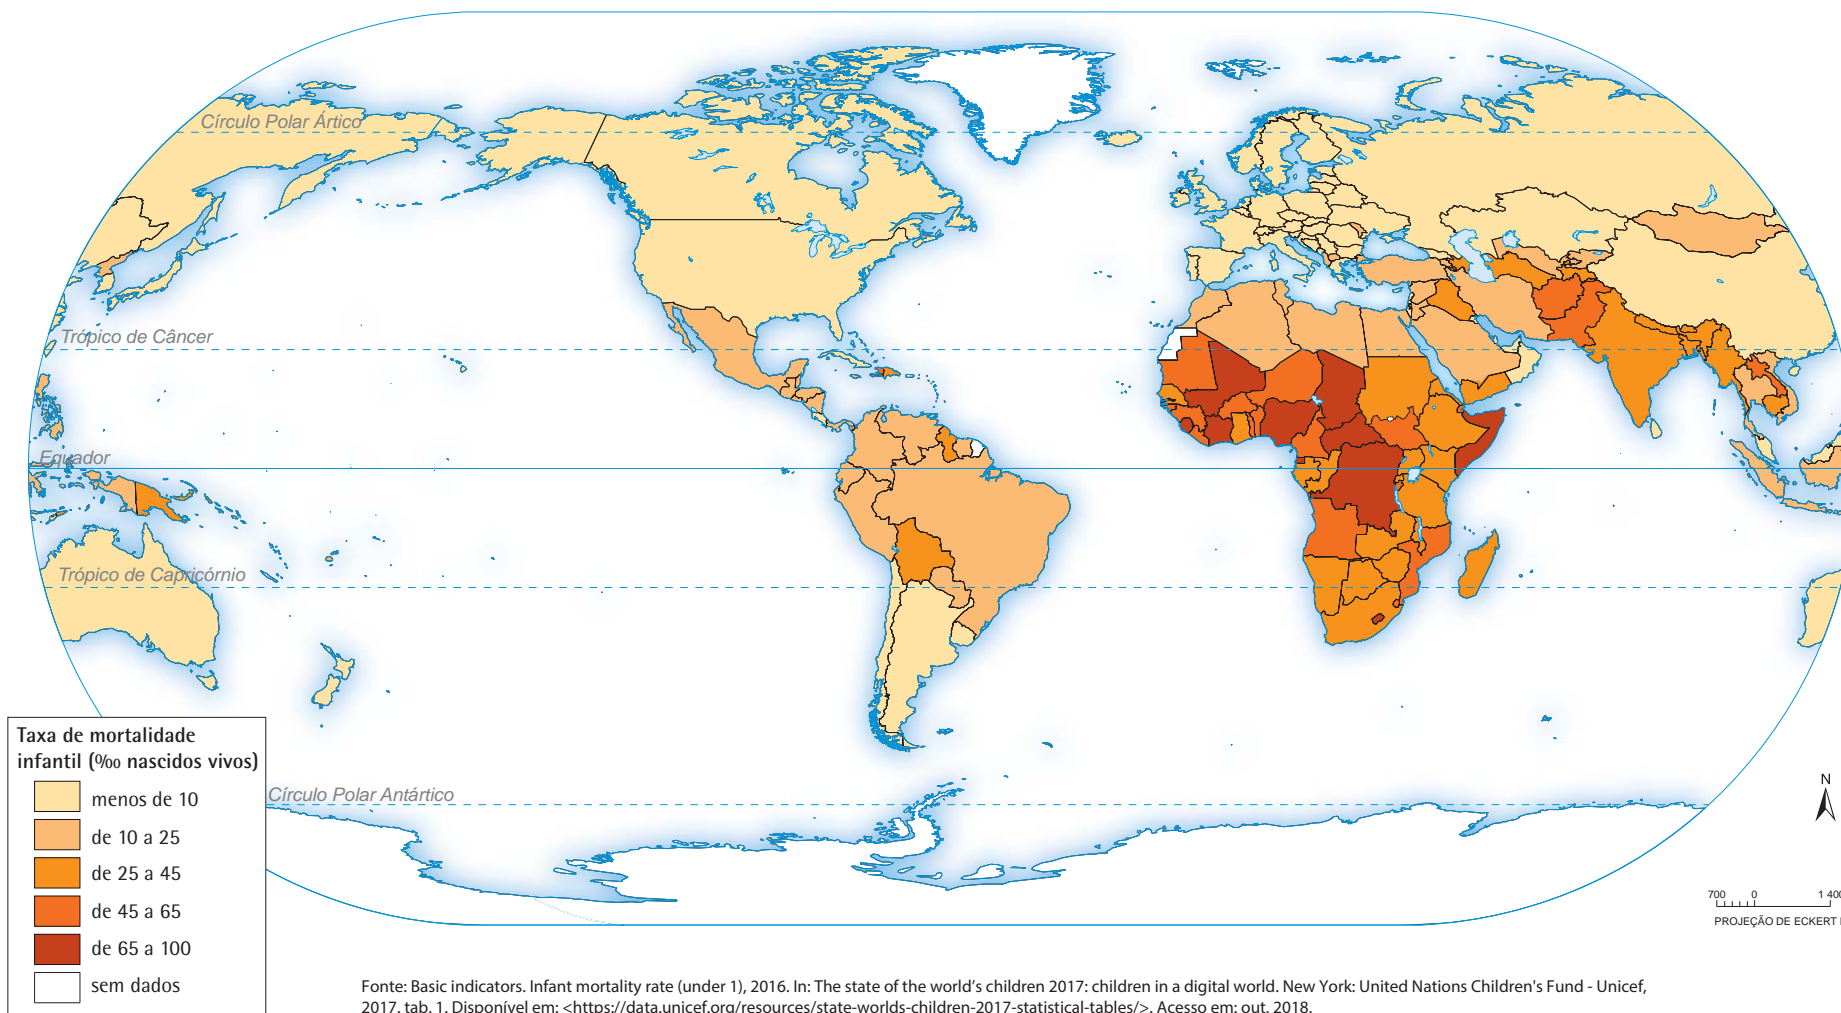 Círculo Polar Ártico
Trópico de Câncer
Equador
Trópico de Capricórnio
Círculo Polar Antártico
Taxa de mortalidade
infantil (‰ nascidos vivos)
menos de 10
de 10 a 25
de 25 a 45
de 45 a 65
de 65 a 100
sem dados
N
700 0 1 400
PROJEÇÃO DE ECKERT
Fonte: Basic indicators. Infant mortality rate (under 1), 2016. In: The state of the world's children 2017: children in a digital world. New York: United Nations Children's Fund - Unicef,
2017. tab. 1. Disponível em: <https://data.unicef.org/resources/state-worlds-children-2017-statistical-tables/>. Acesso em: out. 2018.